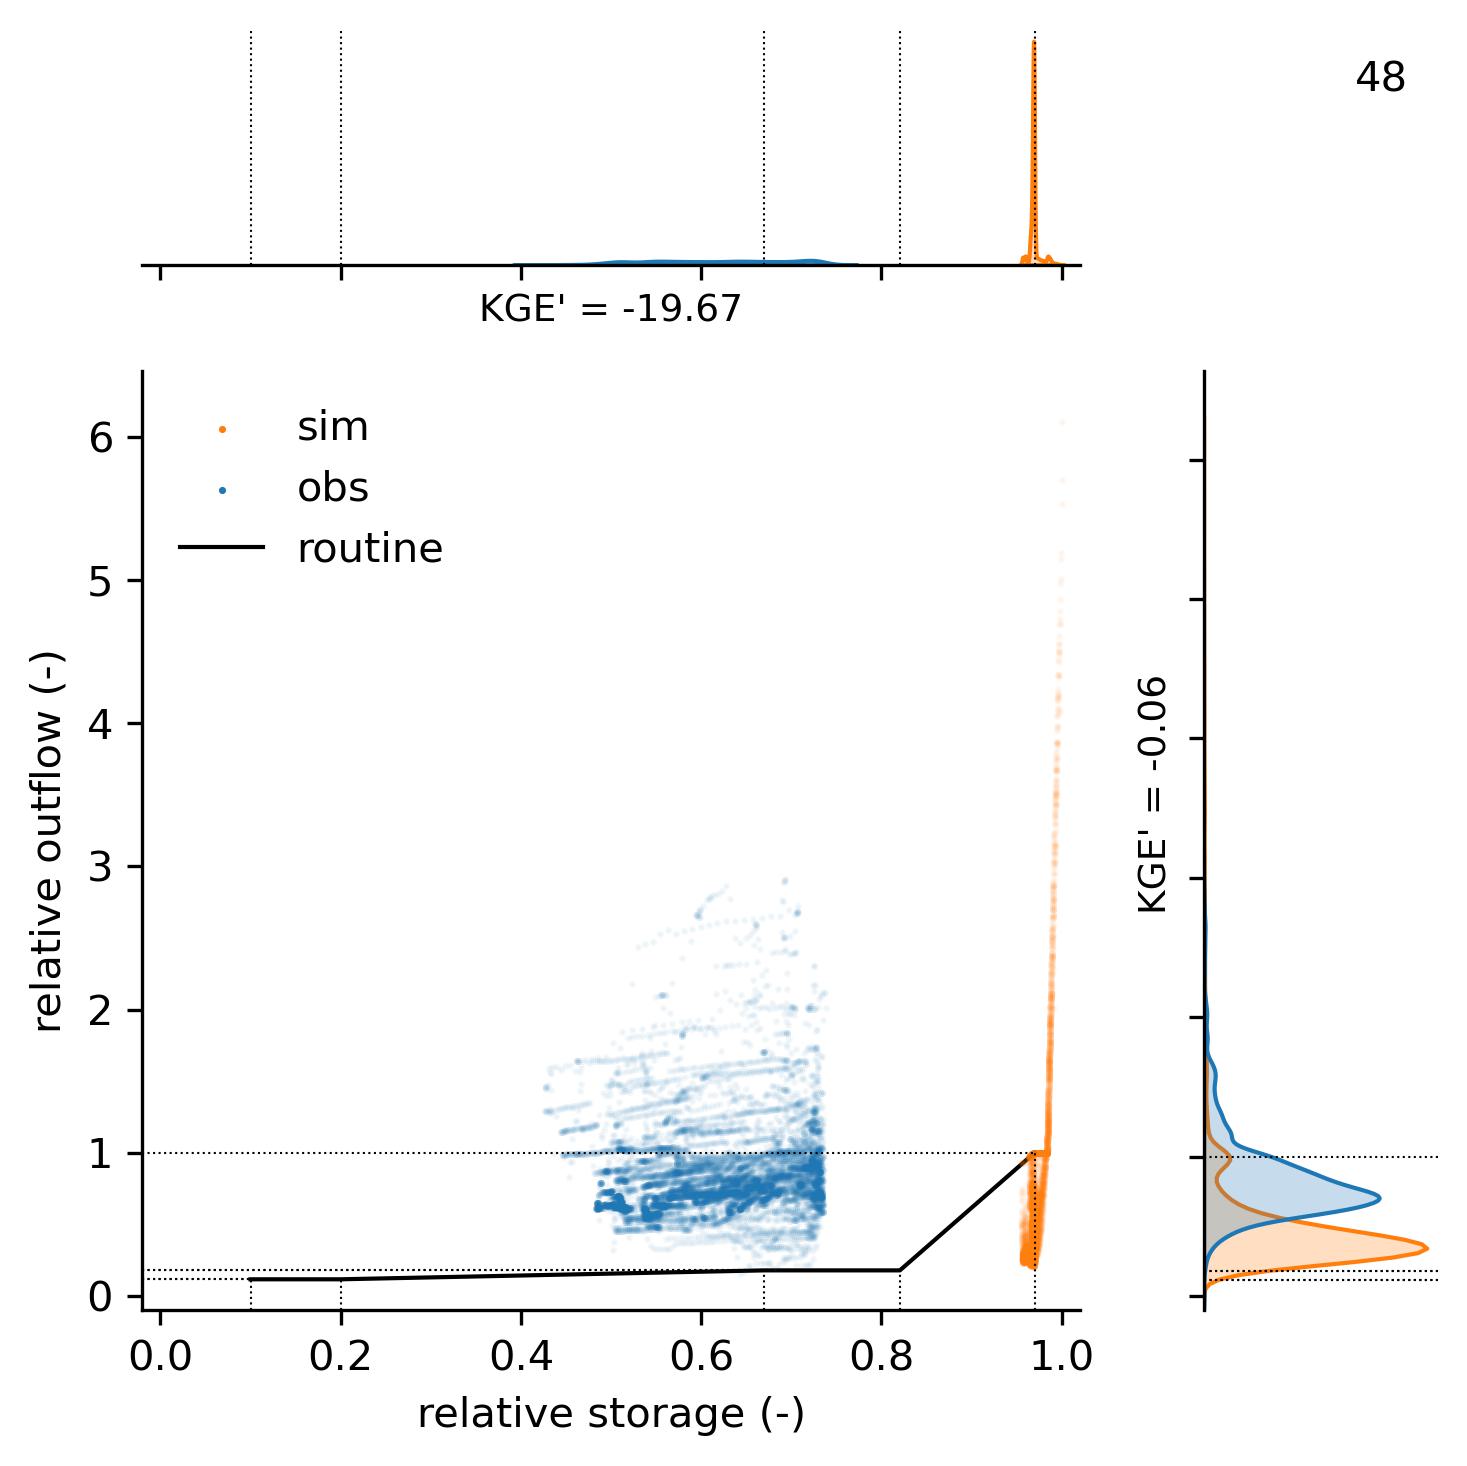 48
KGE' = -19.67
sim
obs
routine
6
5
4
3
2
1
0
relative outflow (-)
KGE' = -0.06
0.0 0.2 0.4 0.6 0.8 1.0
relative storage (-)